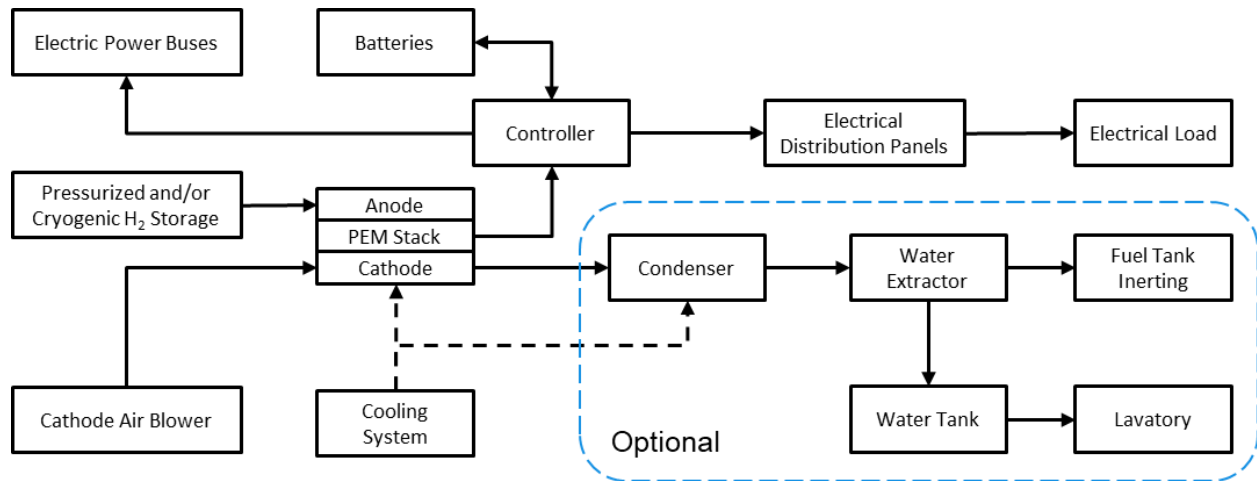 Electric Power Buses
Batteries
Controller
Electrical
Distribution Panels
Electrical Load
Pressurized and/or
Cryogenic H₂ Storage
Anode
PEM Stack
Cathode
Condenser
Water
Extractor
Fuel Tank
Inerting
Cathode Air Blower
Cooling
System
Water Tank
Lavatory
Optional